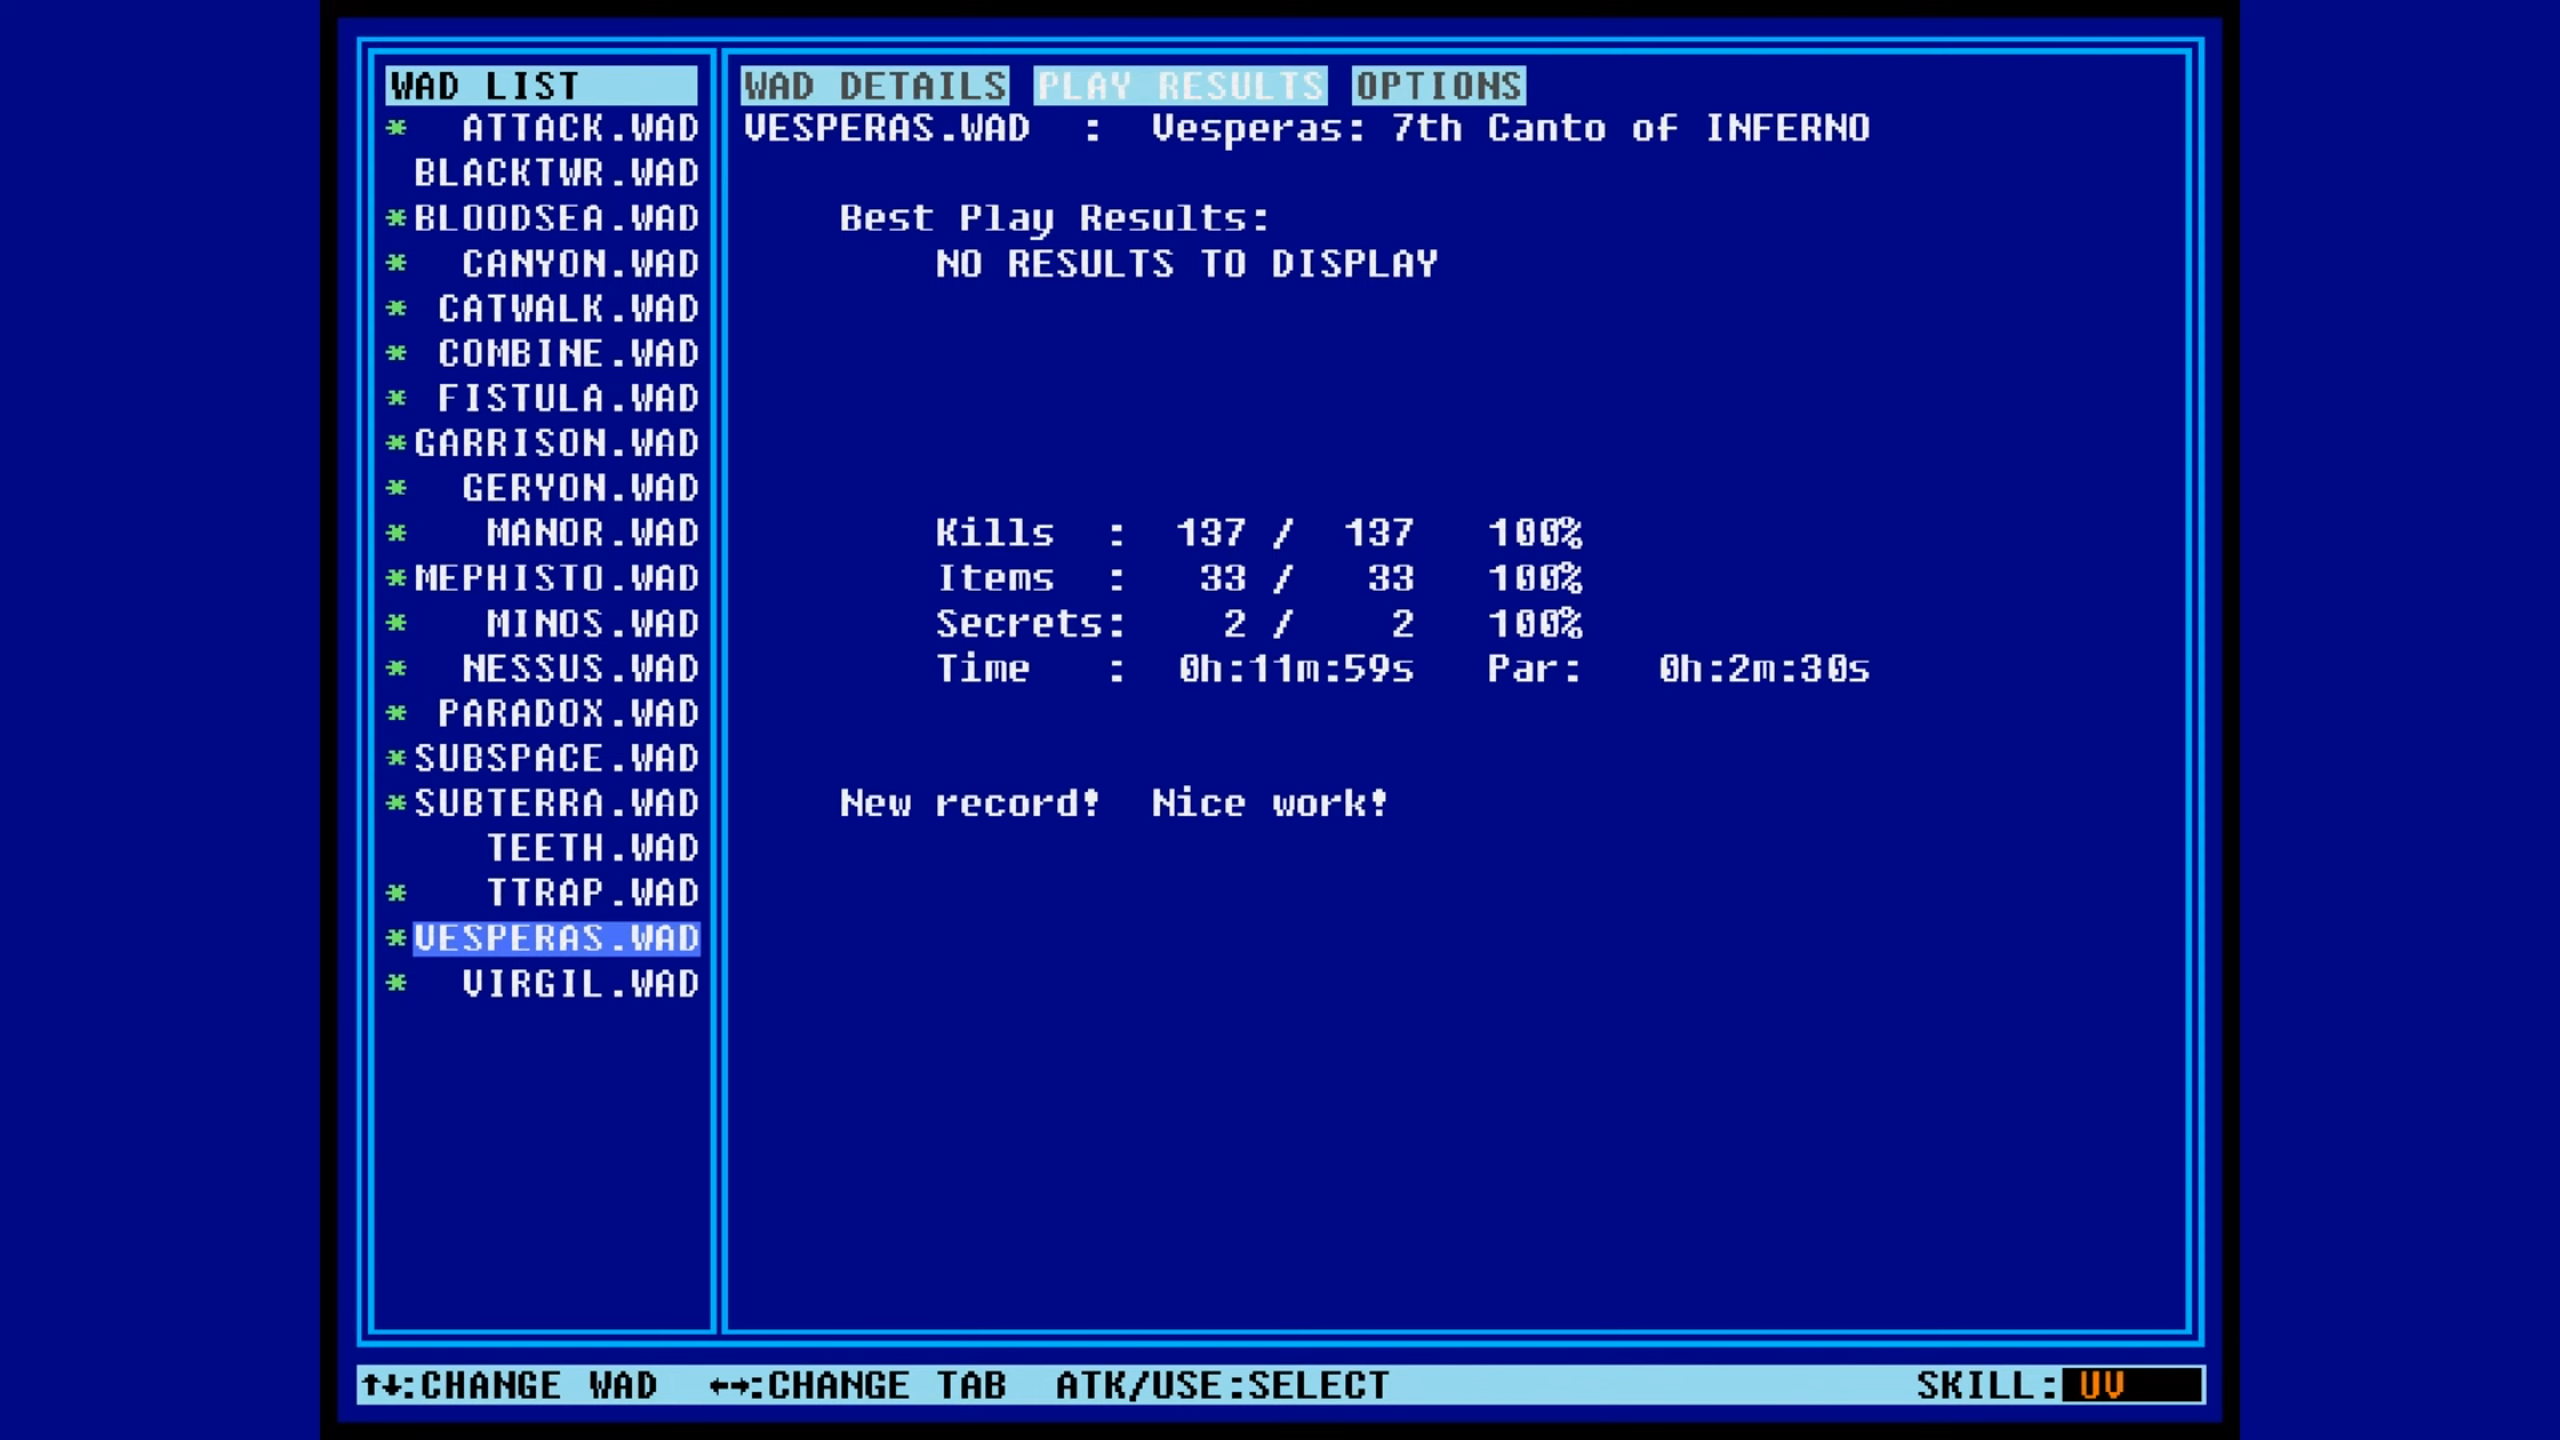 WAD LIST
* ATTACK.WAD
BLACKTWR.WAD
*BLOODSEA.WAD
* CANYON.WAD
* CATWALK.WAD
* COMBINE.WAD
* FISTULA.WAD
*GARRISON.WAD
* GERYON.WAD
* MANOR.WAD
*MEPHISTO.WAD
* MINOS.WAD
* NESSUS.WAD
* PARADOX.WAD
*SUBSPACE.WAD
*SUBTERRA.WAD
TEETH.WAD
* TTRAP.WAD
*VESPERAS.WAD
* VIRGIL.WAD
WAD DETAILS PLAY RESULTS OPTIONS
VESPERAS.WAD : Vesperas: 7th Canto of INFERNO
Best Play Results:
NO RESULTS TO DISPLAY
Kills : 137 / 137 100%
Items : 33 / 33 100%
Secrets: 2 / 2 100%
Time : 0h:11m:59s Par: 0h:2m:30s
New record! Nice work!
↑↓:CHANGE WAD ←→:CHANGE TAB ATK/USE:SELECT SKILL: UV